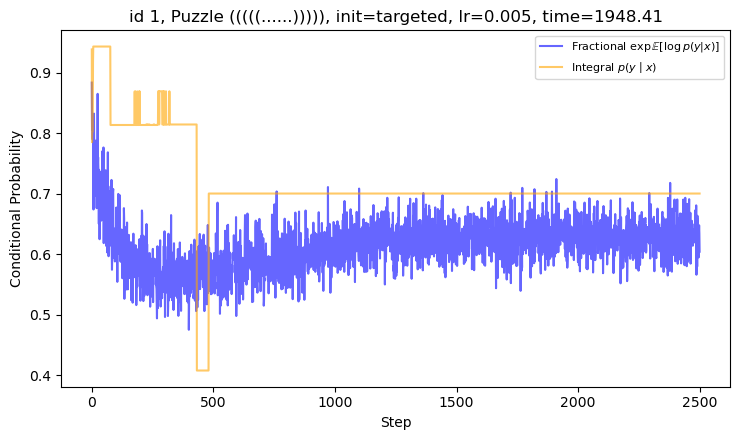 id 1, Puzzle (((((......))))), init=targeted, lr=0.005, time=1948.41
Fractional exp𝔼[log p(y|x)]
Integral p(y | x)
Conditional Probability
0.9
0.8
0.7
0.6
0.5
0.4
0
500
1000
1500
2000
2500
Step